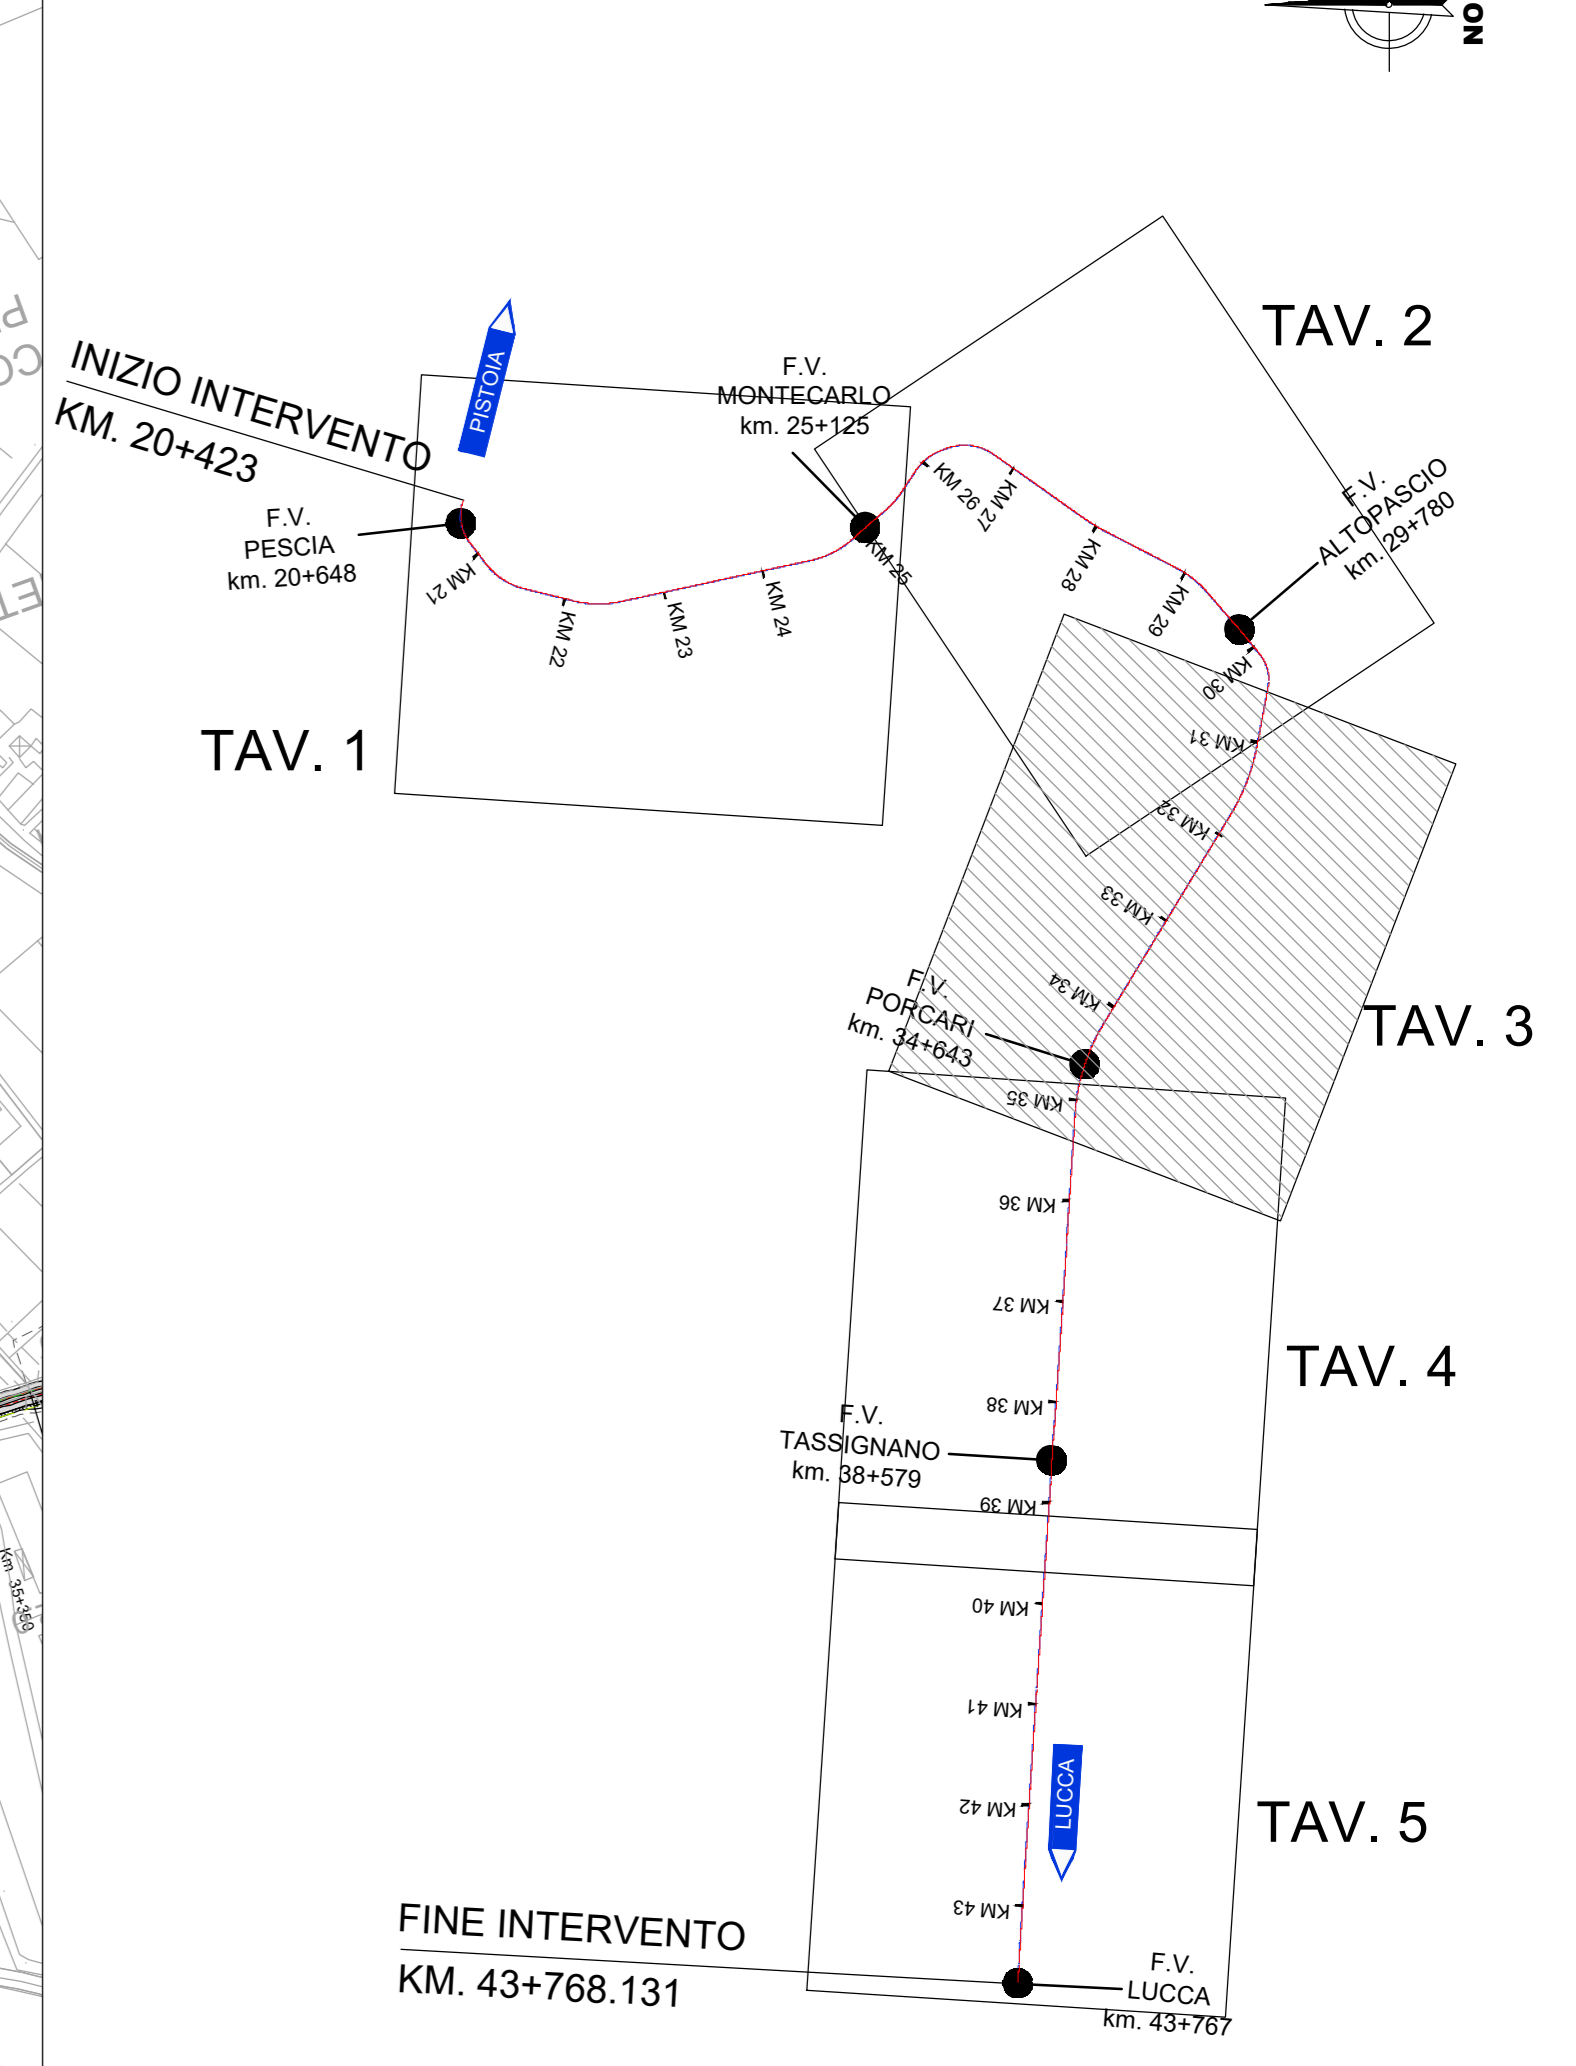 NO
INIZIO INTERVENTO
KM. 20+423
PISTOIA
F.V.
PESCIA
km. 20+648
F.V.
MONTECARLO
km. 25+125
TAV. 2
F.V.
ALTOPASCIO
km. 29+780
KM 21
KM 22
KM 23
KM 24
KM 25
KM 26
KM 27
KM 28
KM 29
KM 30
TAV. 1
KM 31
KM 32
KM 33
KM 34
F.V.
PORCARI
km. 34+643
TAV. 3
KM 35
KM 36
KM 37
TAV. 4
KM 38
F.V.
TASSIGNANO
km. 38+579
KM 39
KM 40
KM 41
LUCCA
KM 42
TAV. 5
KM 43
FINE INTERVENTO
KM. 43+768.131
F.V.
LUCCA
km. 43+767
Km. 35+350